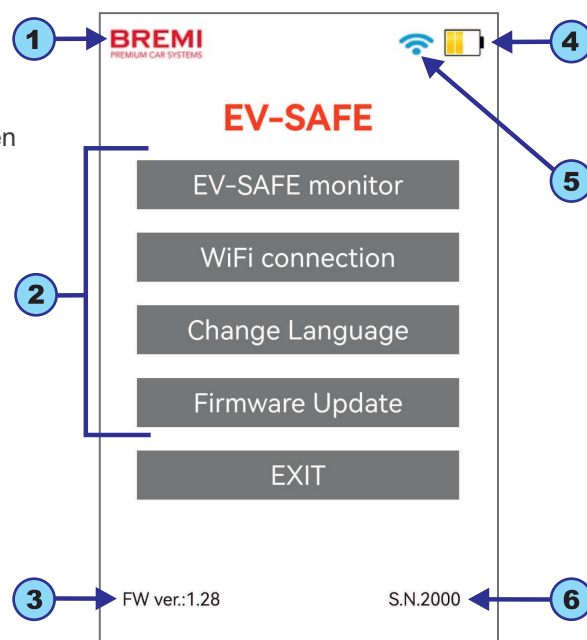 1
BREMI
PREMIUM CAR SYSTEMS
4
EV-SAFE
en
EV-SAFE monitor
5
WiFi connection
2
Change Language
Firmware Update
EXIT
3
FW ver.:1.28
S.N.2000
6